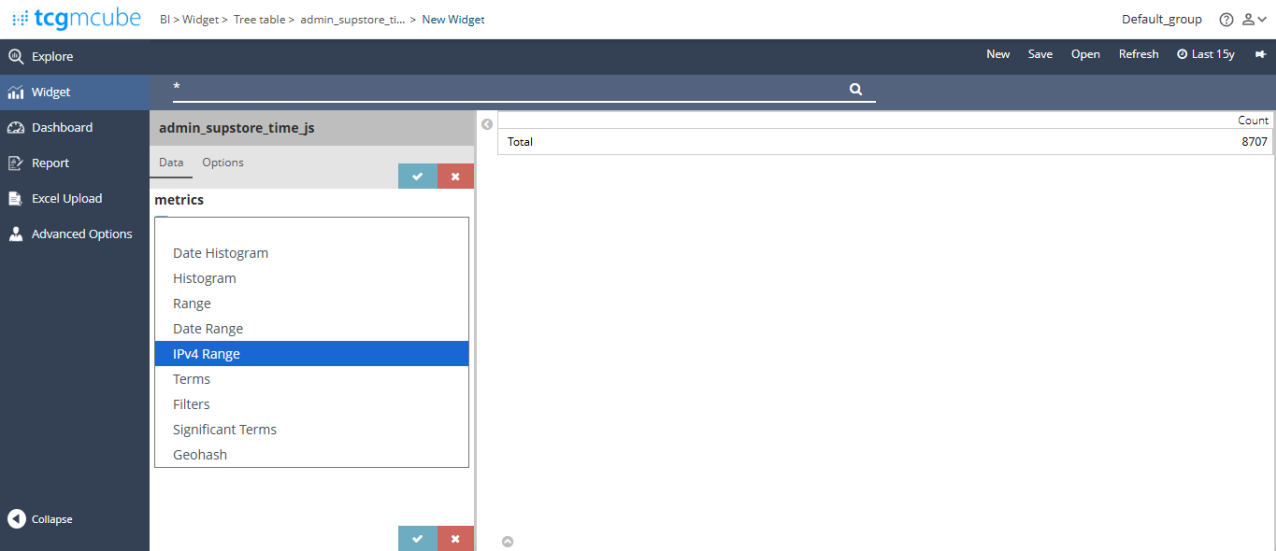 tcgmcube
BI > Widget > Tree table > admin_supstore_ti... > New Widget
Default_group
Explore
New Save Open Refresh Last 15y
Widget
*
Dashboard
Report
Excel Upload
Advanced Options
Collapse
admin_supstore_time_js
Data Options
metrics
Date Histogram
Histogram
Range
Date Range
IPv4 Range
Terms
Filters
Significant Terms
Geohash
Count
Total 8707